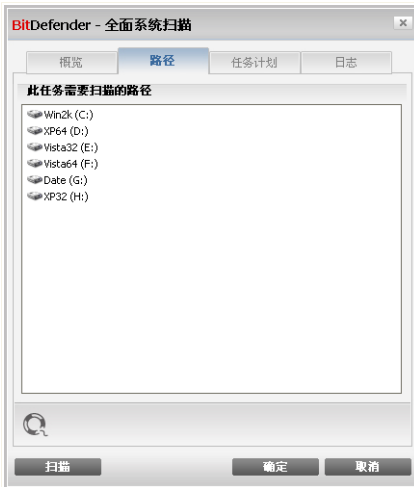 BitDefender - 全面系统扫描
概览 路径 任务计划 日志
此任务需要扫描的路径
Win2k (C:)
XP64 (D:)
Vista32 (E:)
Vista64 (F:)
Date (G:)
XP32 (H:)
扫描 确定 取消